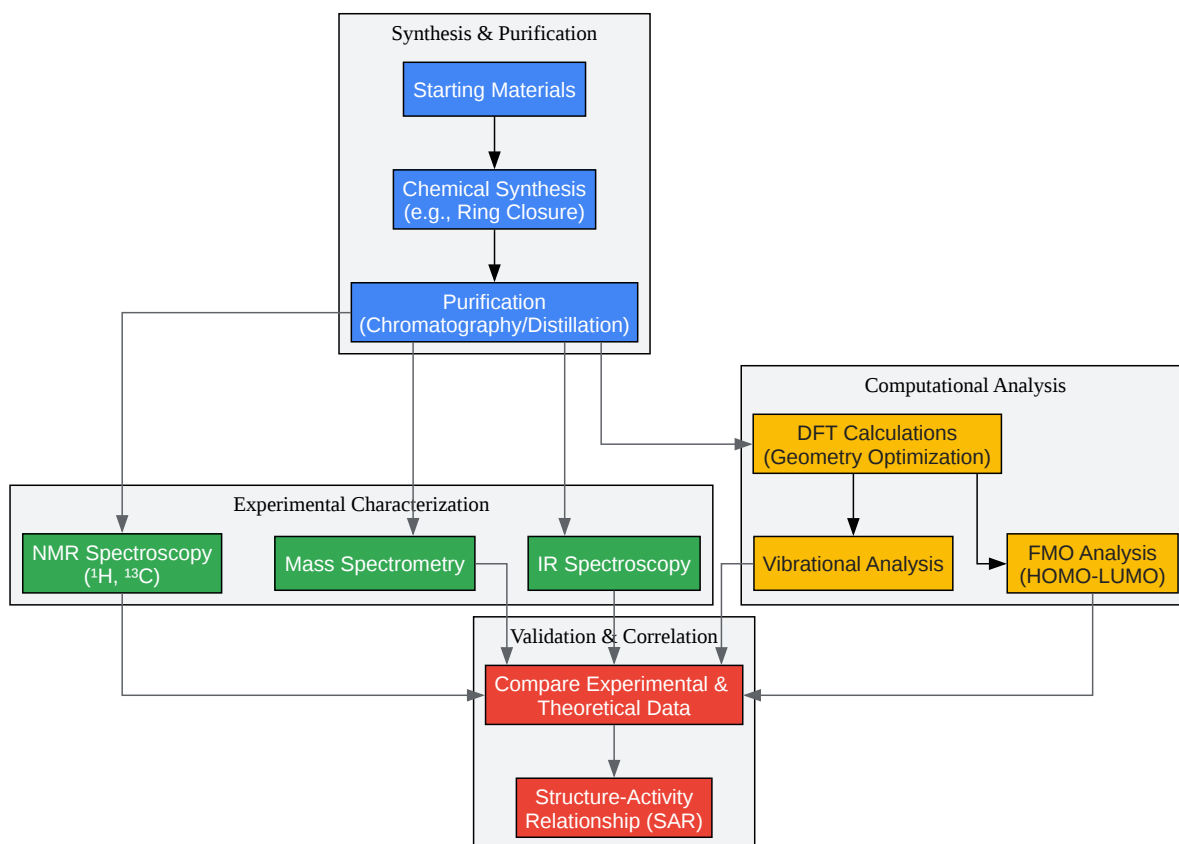 Synthesis & Purification
Starting Materials
Chemical Synthesis
(e.g., Ring Closure)
Purification
(Chromatography/Distillation)
Computational Analysis
DFT Calculations
(Geometry Optimization)
Experimental Characterization
NMR Spectroscopy
(¹H, ¹³C)
Mass Spectrometry
IR Spectroscopy
Vibrational Analysis
FMO Analysis
(HOMO-LUMO)
Validation & Correlation
Compare Experimental &
Theoretical Data
Structure-Activity
Relationship (SAR)